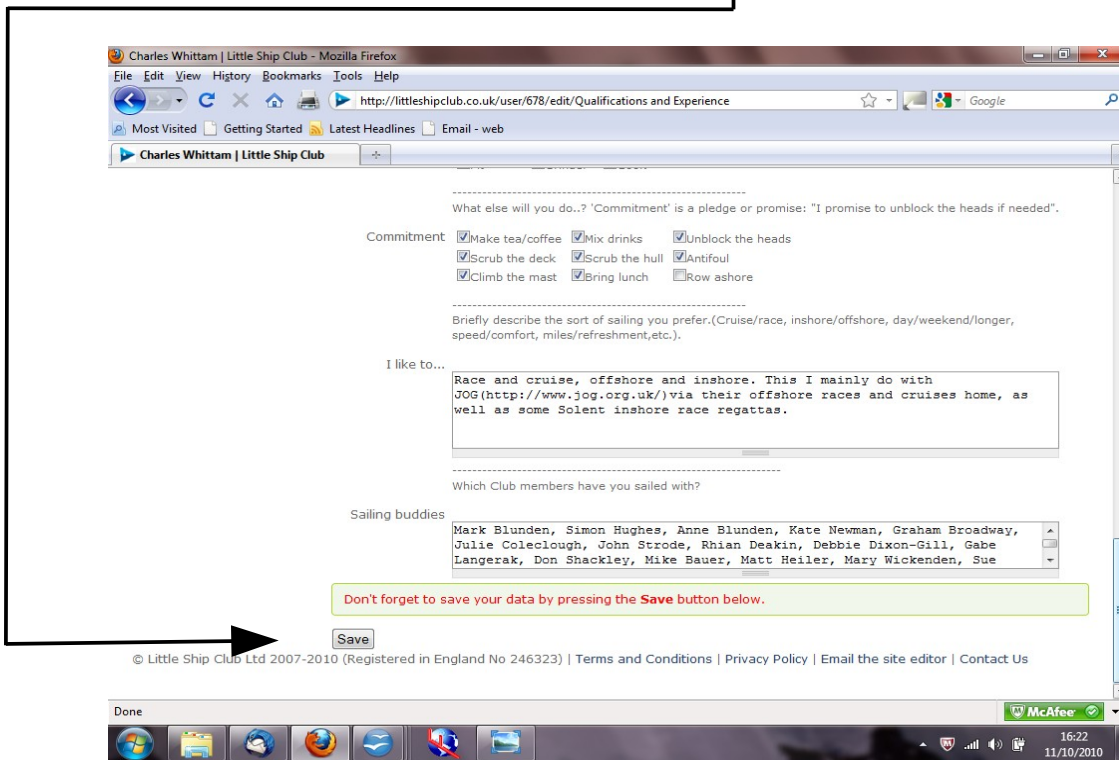 Charles Whittam | Little Ship Club - Mozilla Firefox
File Edit View History Bookmarks Tools Help
http://littleshipclub.co.uk/user/678/edit/Qualifications and Experience
Google
Most Visited Getting Started Latest Headlines Email - web
Charles Whittam | Little Ship Club
------------------------------------------------------------
What else will you do..? 'Commitment' is a pledge or promise: "I promise to unblock the heads if needed".
Commitment Make tea/coffee Mix drinks Unblock the heads
Scrub the deck Scrub the hull Antifoul
Climb the mast Bring lunch Row ashore
------------------------------------------------------------
Briefly describe the sort of sailing you prefer.(Cruise/race, inshore/offshore, day/weekend/longer,
speed/comfort, miles/refreshment,etc.).
I like to...
Race and cruise, offshore and inshore. This I mainly do with
JOG(http://www.jog.org.uk/)via their offshore races and cruises home, as
well as some Solent inshore race regattas.
------------------------------------------------------------------
Which Club members have you sailed with?
Sailing buddies
Mark Blunden, Simon Hughes, Anne Blunden, Kate Newman, Graham Broadway,
Julie Coleclough, John Strode, Rhian Deakin, Debbie Dixon-Gill, Gabe
Langerak, Don Shackley, Mike Bauer, Matt Heiler, Mary Wickenden, Sue
Don't forget to save your data by pressing the Save button below.
Save
© Little Ship Club Ltd 2007-2010 (Registered in England No 246323) | Terms and Conditions | Privacy Policy | Email the site editor | Contact Us
Done
McAfee
16:22
11/10/2010